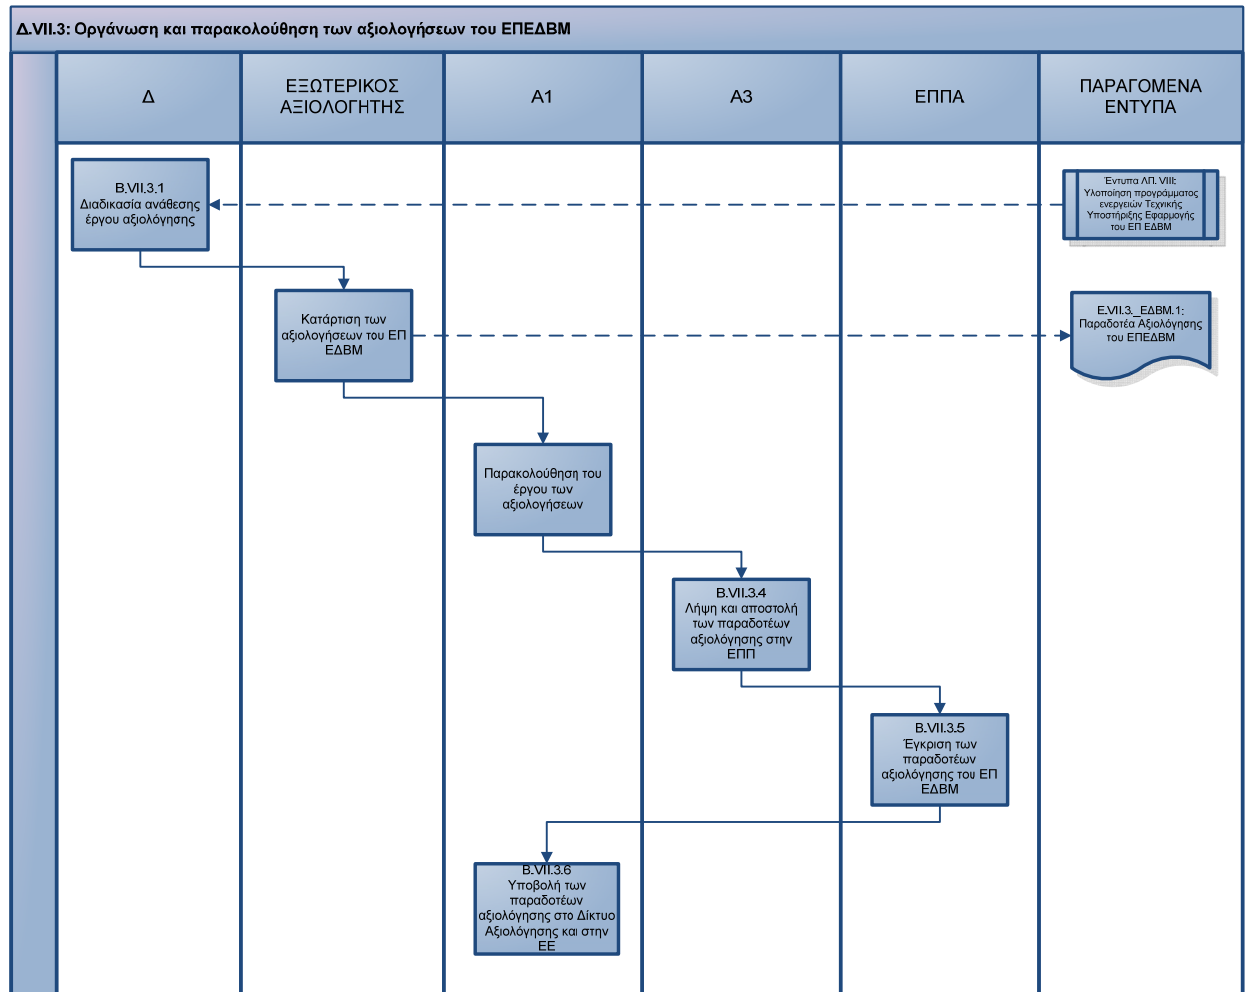 Δ.VII.3: Οργάνωση και παρακολούθηση των αξιολογήσεων του ΕΠΕΔΒΜ
Δ
ΕΞΩΤΕΡΙΚΟΣ
ΑΞΙΟΛΟΓΗΤΗΣ
Α1
Α3
ΕΠΠΑ
ΠΑΡΑΓΟΜΕΝΑ
ΕΝΤΥΠΑ
Β.VII.3.1
Διαδικασία ανάθεσης
έργου αξιολόγησης
Έντυπα ΛΠ. VIII:
Υλοποίηση προγράμματος
ενεργειών Τεχνικής
Υποστήριξης Εφαρμογής
του ΕΠ ΕΔΒΜ
Κατάρτιση των
αξιολογήσεων του ΕΠ
ΕΔΒΜ
Ε.VII.3._ΕΔΒΜ.1:
Παραδοτέα Αξιολόγησης
του ΕΠΕΔΒΜ
Παρακολούθηση του
έργου των
αξιολογήσεων
Β.VII.3.4
Λήψη και αποστολή
των παραδοτέων
αξιολόγησης στην
ΕΠΠ
Β.VII.3.5
Έγκριση των
παραδοτέων
αξιολόγησης του ΕΠ
ΕΔΒΜ
Β.VII.3.6
Υποβολή των
παραδοτέων
αξιολόγησης στο Δίκτυο
Αξιολόγησης και στην
ΕΕ